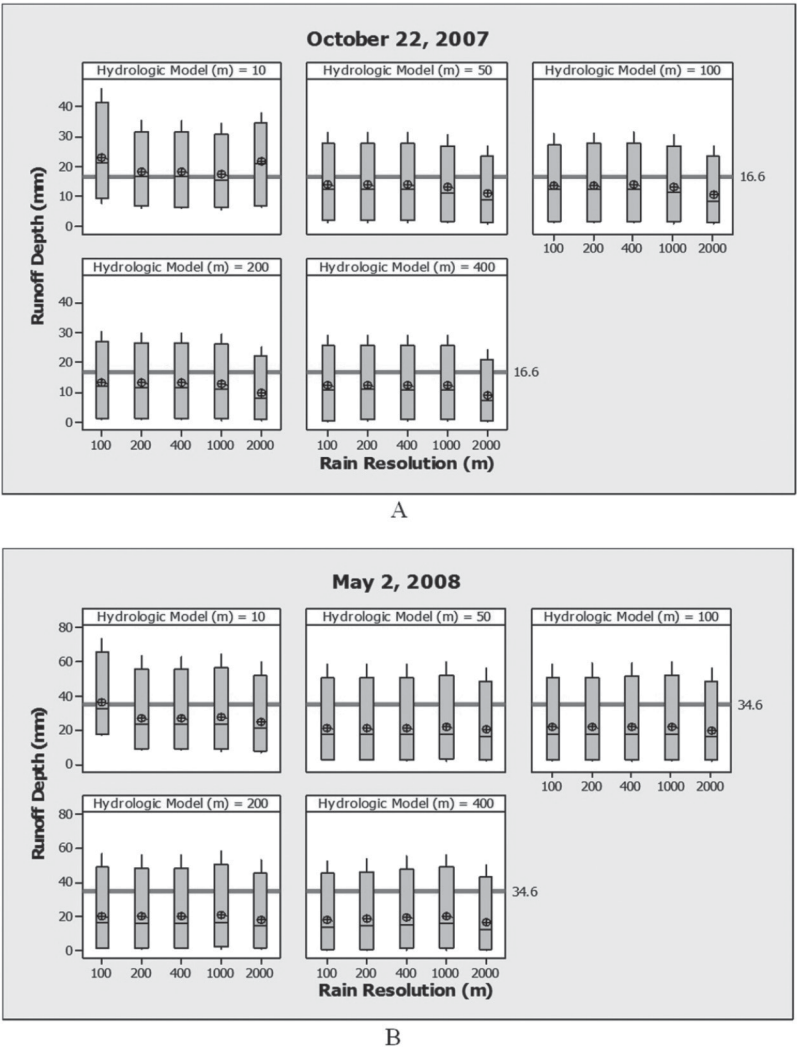 October 22, 2007
Hydrologic Model (m) = 10
Hydrologic Model (m) = 50
Hydrologic Model (m) = 100
40
30
20
10
0
16.6
100 200 400 1000 2000
Runoff Depth (mm)
Hydrologic Model (m) = 200
Hydrologic Model (m) = 400
40
30
20
10
0
16.6
100 200 400 1000 2000
100 200 400 1000 2000
Rain Resolution (m)
A
May 2, 2008
Hydrologic Model (m) = 10
Hydrologic Model (m) = 50
Hydrologic Model (m) = 100
80
60
40
20
0
34.6
100 200 400 1000 2000
Runoff Depth (mm)
Hydrologic Model (m) = 200
Hydrologic Model (m) = 400
80
60
40
20
0
34.6
100 200 400 1000 2000
100 200 400 1000 2000
Rain Resolution (m)
B